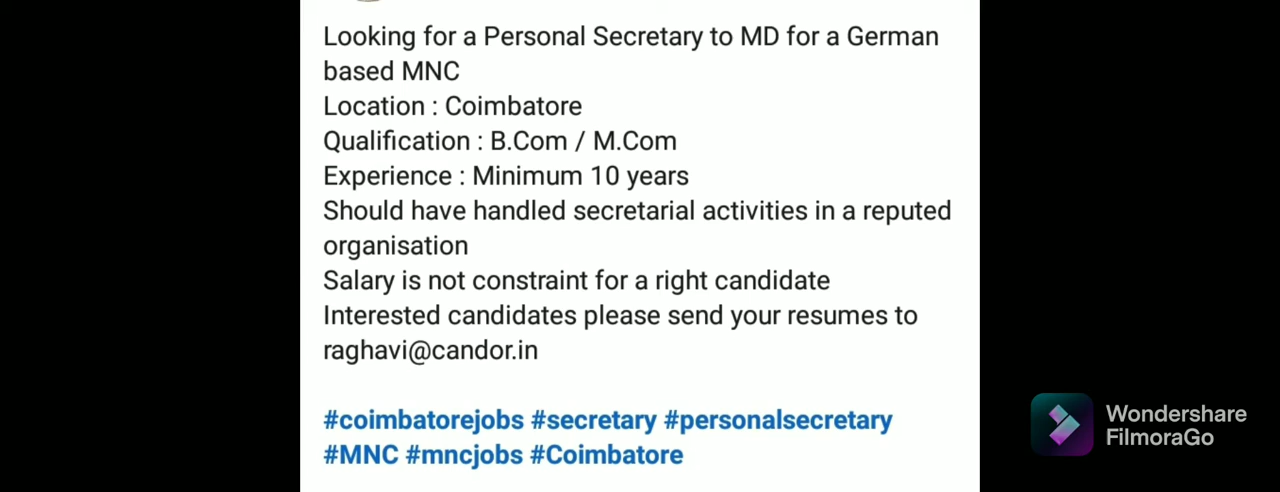 Looking for a Personal Secretary to MD for a German
based MNC
Location : Coimbatore
Qualification : B.Com / M.Com
Experience : Minimum 10 years
Should have handled secretarial activities in a reputed
organisation
Salary is not constraint for a right candidate
Interested candidates please send your resumes to
raghavi@candor.in
#coimbatorejobs #secretary #personalsecretary
#MNC #mncjobs #Coimbatore
Wondershare
FilmoraGo